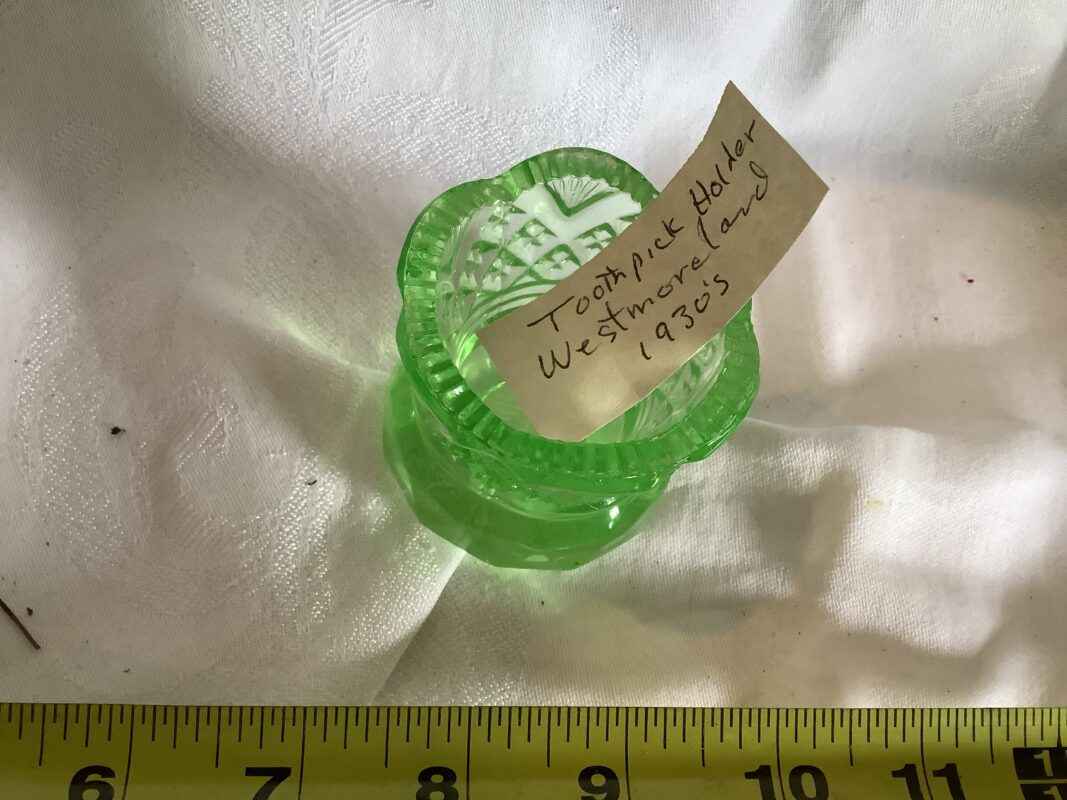 Toothpick Holder
Westmoreland
1930's
6 7 8 9 10 11